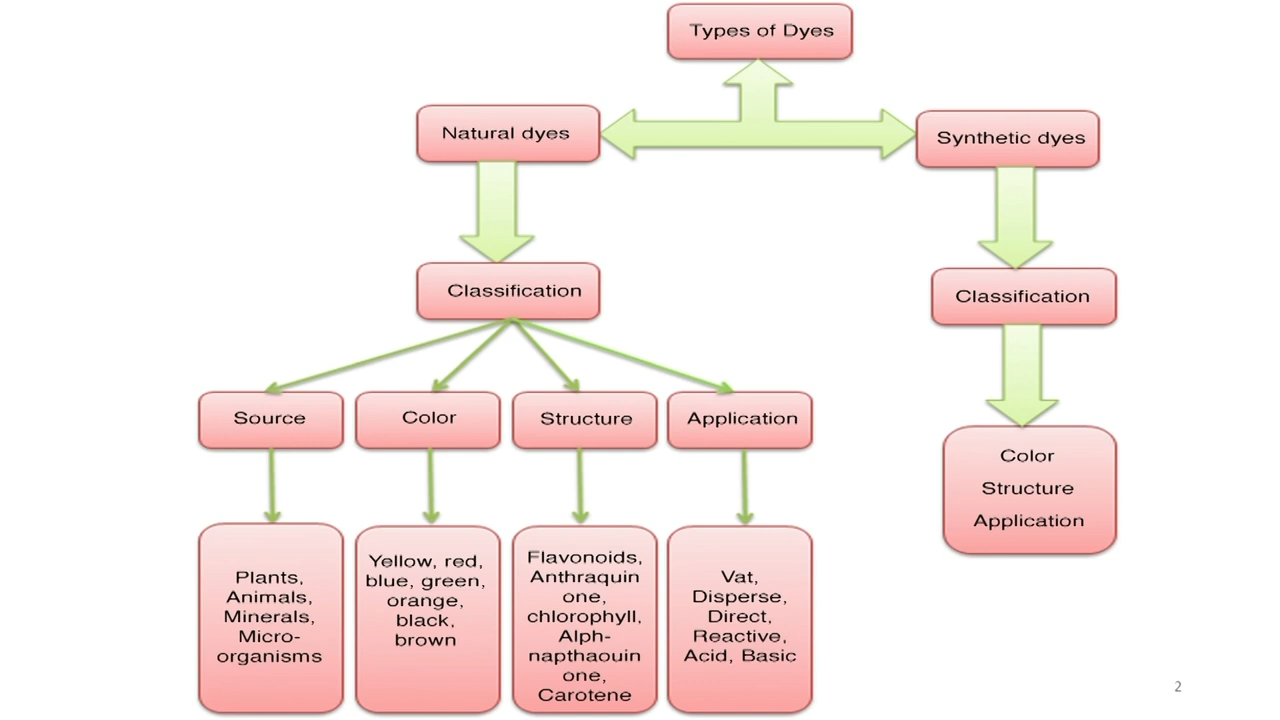 Types of Dyes
Natural dyes
Synthetic dyes
Classification
Classification
Source
Color
Structure
Application
Color
Structure
Application
Plants,
Animals,
Minerals,
Micro-
organisms
Yellow, red,
blue, green,
orange,
black,
brown
Flavonoids,
Anthraquin
one,
chlorophyll,
Alph-
napthaouin
one,
Carotene
Vat,
Disperse,
Direct,
Reactive,
Acid, Basic
2